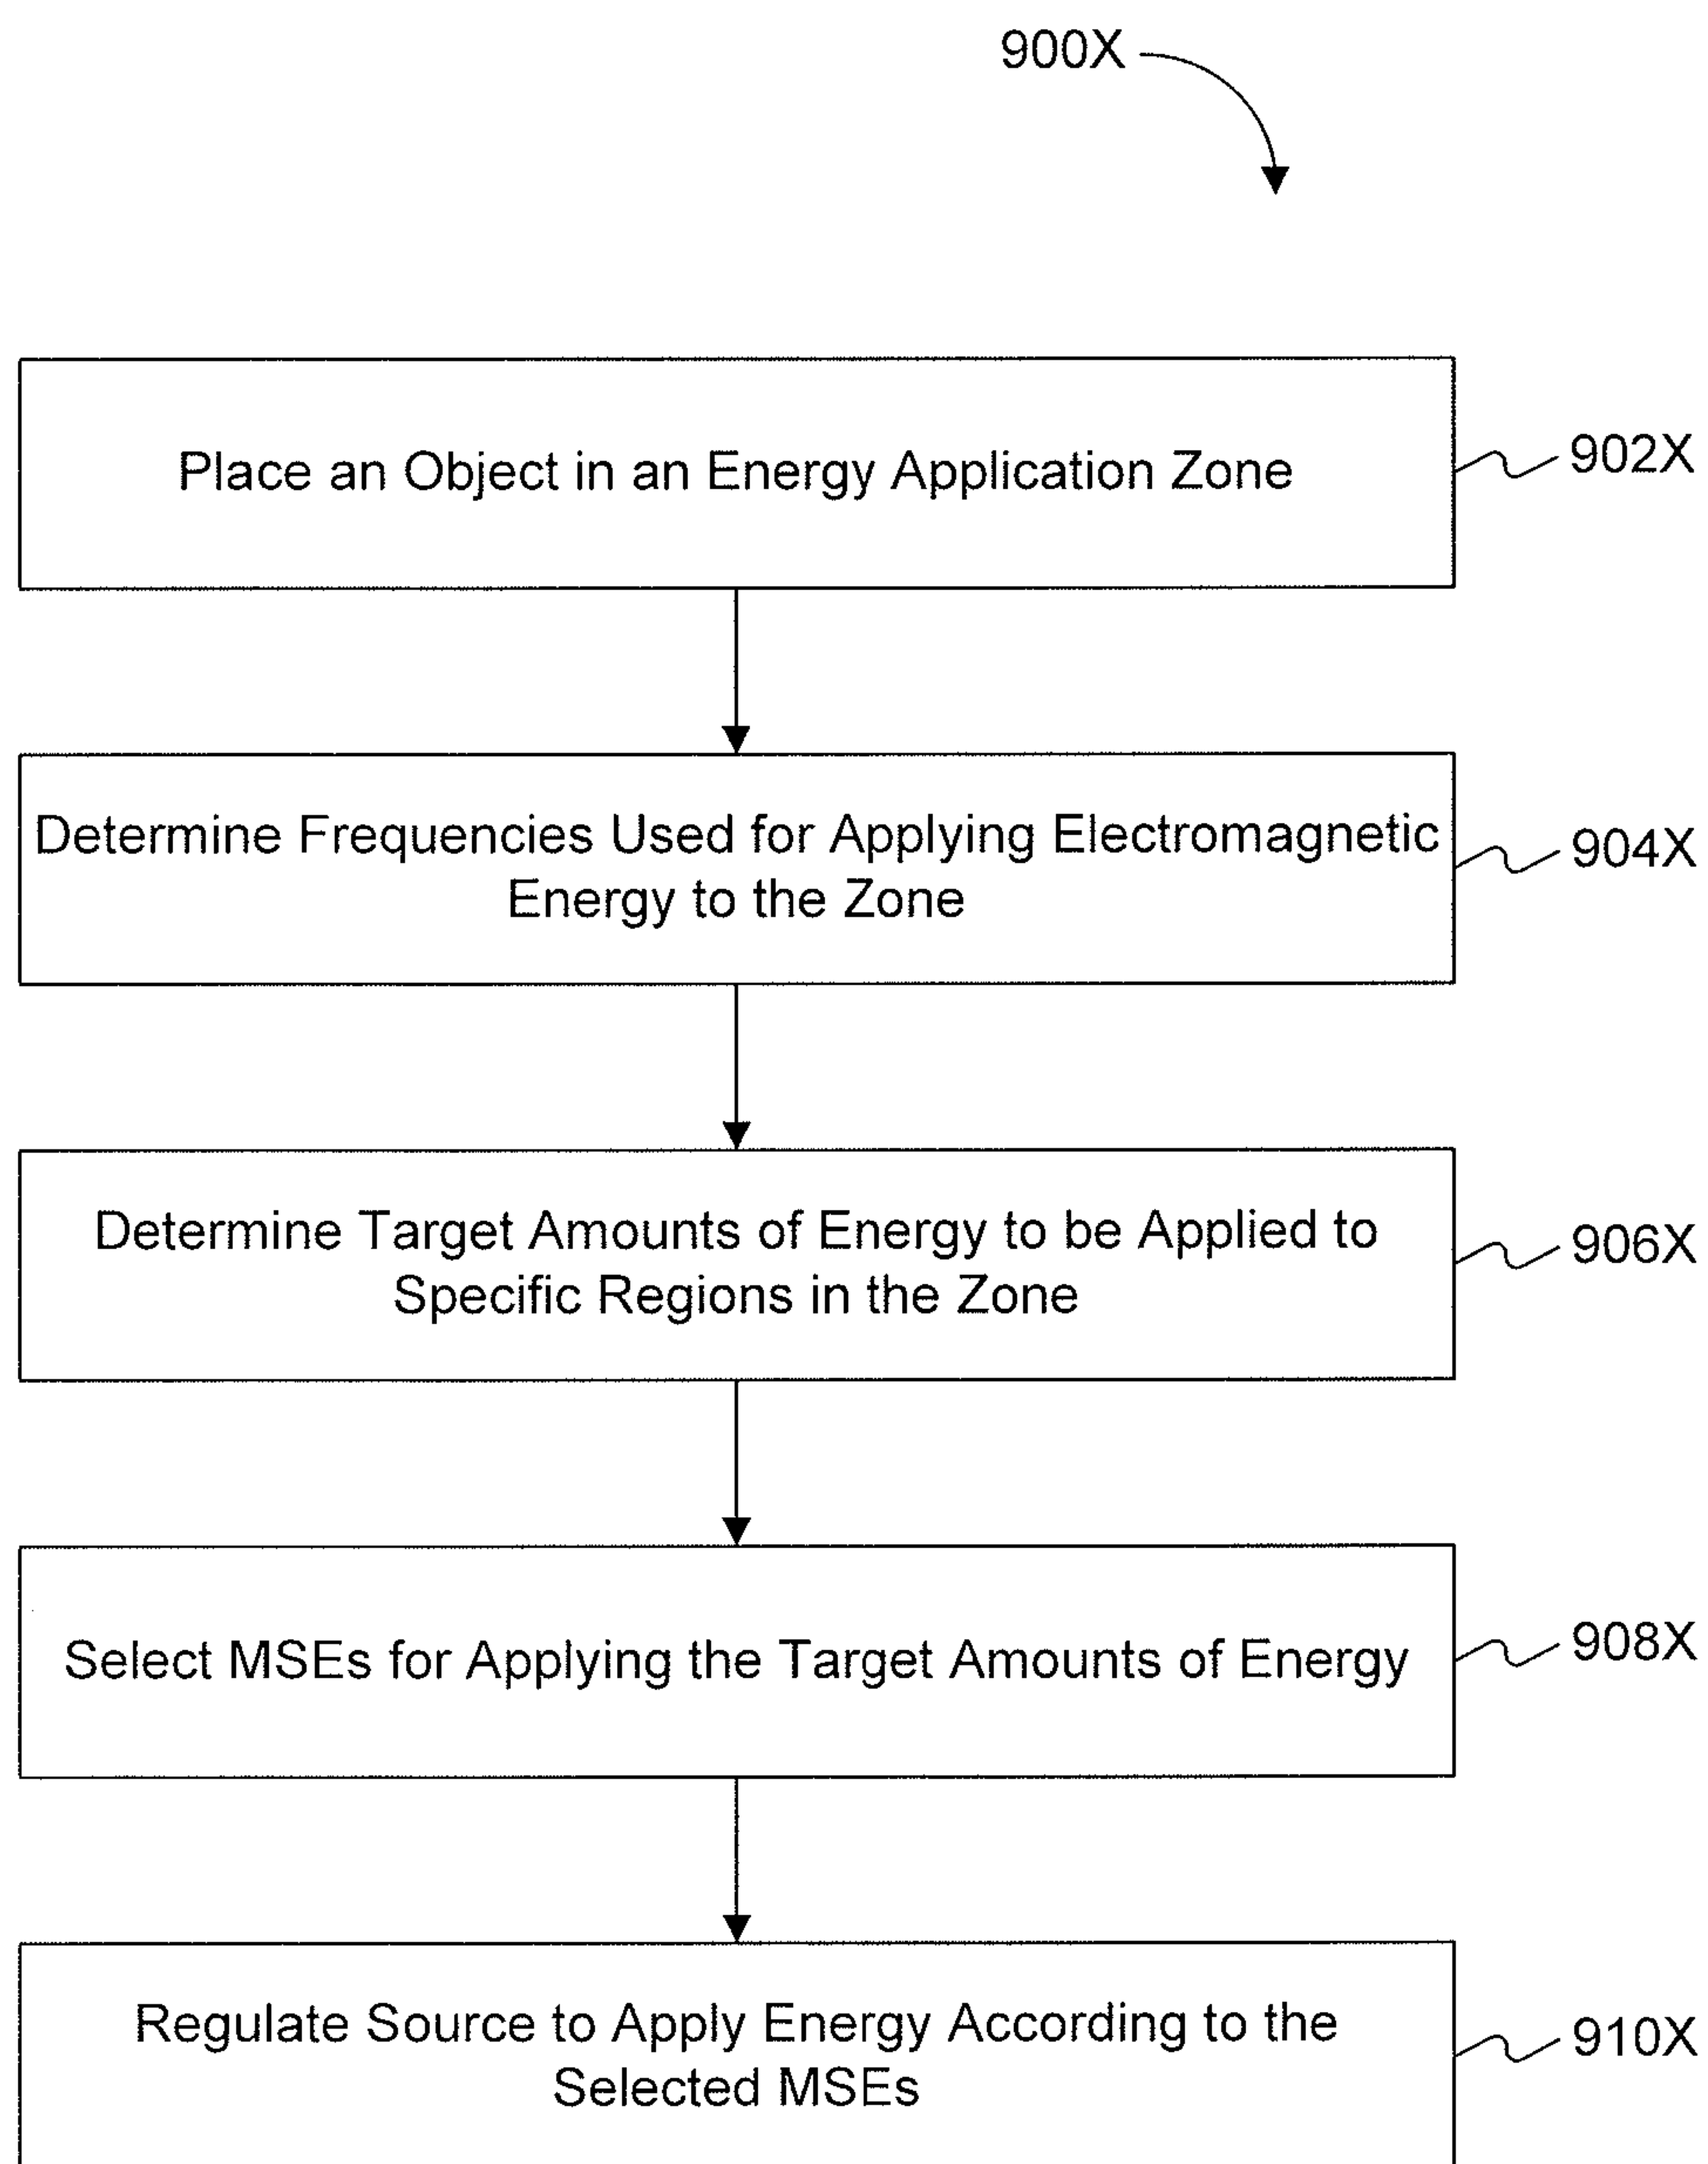 900X
Place an Object in an Energy Application Zone
902X
Determine Frequencies Used for Applying Electromagnetic
Energy to the Zone
904X
Determine Target Amounts of Energy to be Applied to
Specific Regions in the Zone
906X
Select MSEs for Applying the Target Amounts of Energy
908X
Regulate Source to Apply Energy According to the
Selected MSEs
910X